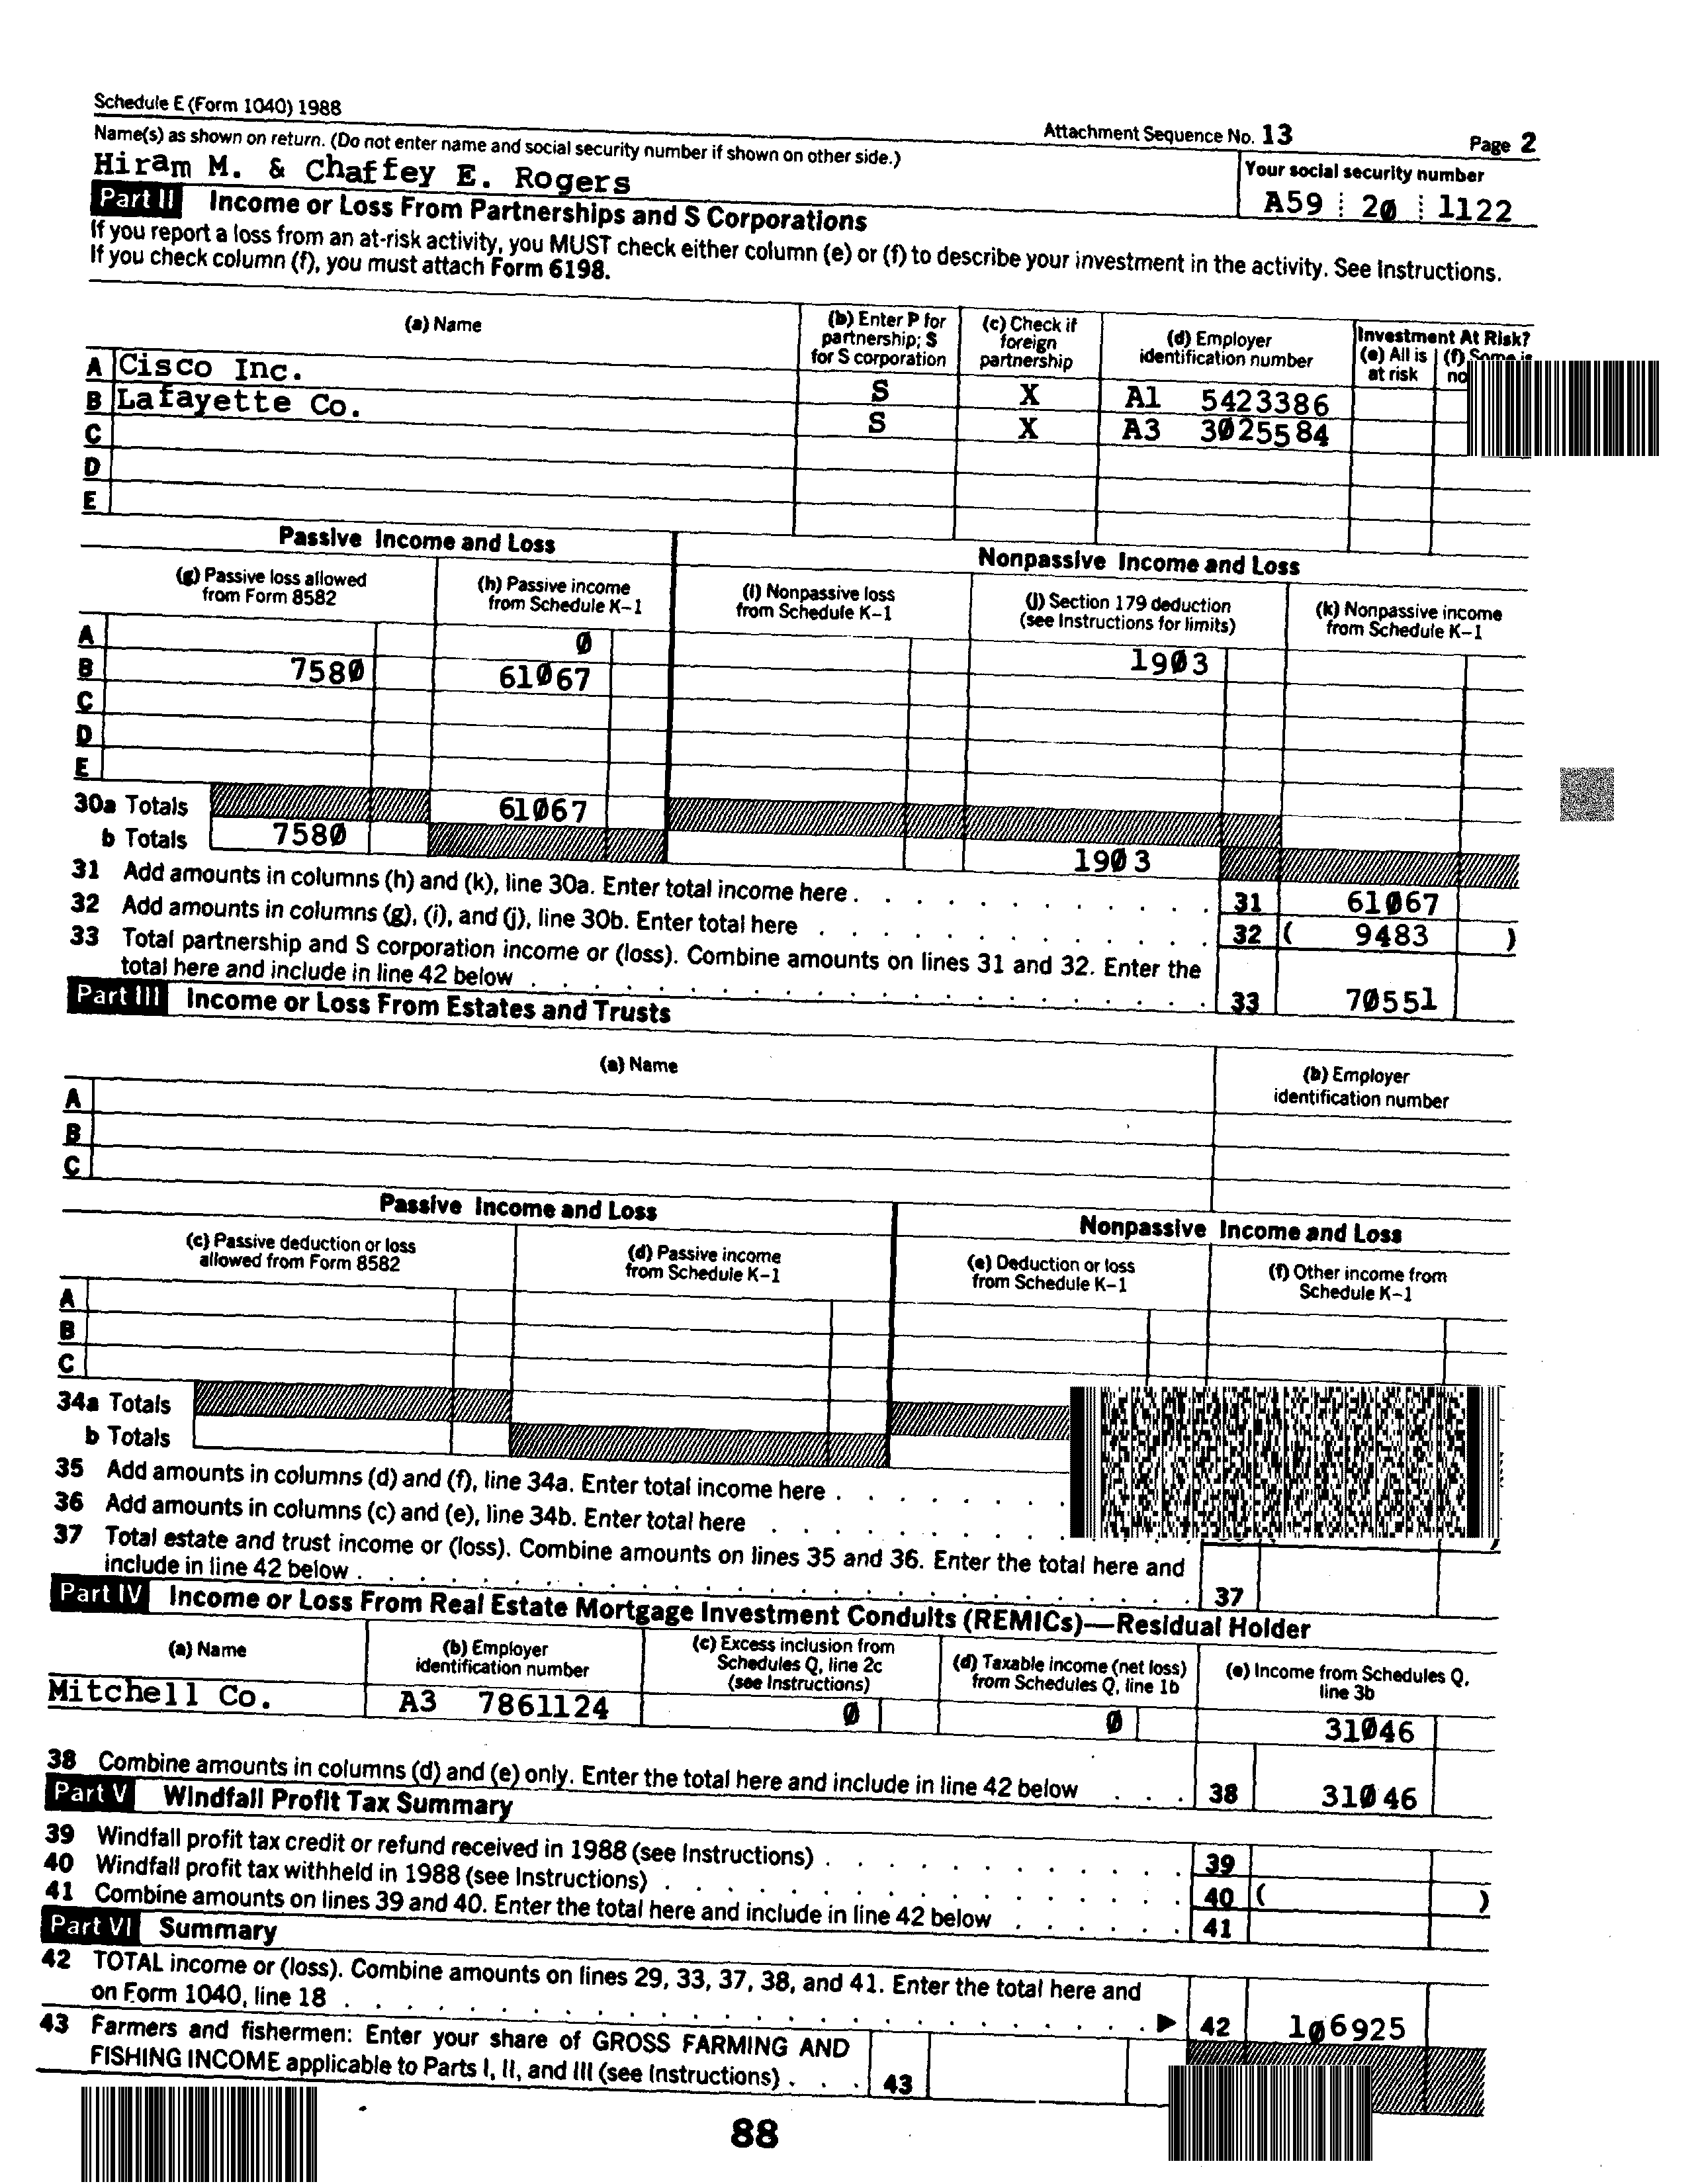 Schedule E (Form 1040) 1988
Attachment Sequence No. 13
Page 2
Name(s) as shown on return. (Do not enter name and social security number if shown on other side.)
Your social security number
Hiram M. & Chaffey E. Rogers
A59 20 1122
Part II Income or Loss From Partnerships and S Corporations
If you report a loss from an at-risk activity, you MUST check either column (e) or (f) to describe your investment in the activity. See Instructions.
If you check column (f), you must attach Form 6198.
(a) Name
(b) Enter P for partnership; S for S corporation
(c) Check if foreign partnership
(d) Employer identification number
Investment At Risk?
(e) All is at risk
(f) Some is
no
A Cisco Inc. S X A1 5423386
B Lafayette Co. S X A3 3025584
C
D
E
Passive Income and Loss
Nonpassive Income and Loss
(g) Passive loss allowed from Form 8582
(h) Passive income from Schedule K-1
(i) Nonpassive loss from Schedule K-1
(j) Section 179 deduction (see Instructions for limits)
(k) Nonpassive income from Schedule K-1
A 0 1903
B 7580 61067
C
D
E
30a Totals 61067
b Totals 7580 1903
31 Add amounts in columns (h) and (k), line 30a. Enter total income here . . . 31 61067
32 Add amounts in columns (g), (i), and (j), line 30b. Enter total here . . . 32 ( 9483 )
33 Total partnership and S corporation income or (loss). Combine amounts on lines 31 and 32. Enter the
total here and include in line 42 below . . . 33 70551
Part III Income or Loss From Estates and Trusts
(a) Name
(b) Employer identification number
A
B
C
Passive Income and Loss
Nonpassive Income and Loss
(c) Passive deduction or loss allowed from Form 8582
(d) Passive income from Schedule K-1
(e) Deduction or loss from Schedule K-1
(f) Other income from Schedule K-1
A
B
C
34a Totals
b Totals
35 Add amounts in columns (d) and (f), line 34a. Enter total income here . . .
36 Add amounts in columns (c) and (e), line 34b. Enter total here . . .
37 Total estate and trust income or (loss). Combine amounts on lines 35 and 36. Enter the total here and
include in line 42 below . . . 37
Part IV Income or Loss From Real Estate Mortgage Investment Conduits (REMICs)—Residual Holder
(a) Name
(b) Employer identification number
(c) Excess inclusion from Schedules Q, line 2c (see Instructions)
(d) Taxable income (net loss) from Schedules Q, line 1b
(e) Income from Schedules Q, line 3b
Mitchell Co. A3 7861124 0 0 31046
38 Combine amounts in columns (d) and (e) only. Enter the total here and include in line 42 below . . . 38 31046
Part V Windfall Profit Tax Summary
39 Windfall profit tax credit or refund received in 1988 (see Instructions) . . . 39
40 Windfall profit tax withheld in 1988 (see Instructions) . . . 40 ( )
41 Combine amounts on lines 39 and 40. Enter the total here and include in line 42 below . . . 41
Part VI Summary
42 TOTAL income or (loss). Combine amounts on lines 29, 33, 37, 38, and 41. Enter the total here and
on Form 1040, line 18 . . . ▶ 42 106925
43 Farmers and fishermen: Enter your share of GROSS FARMING AND
FISHING INCOME applicable to Parts I, II, and III (see Instructions) . . . 43
88